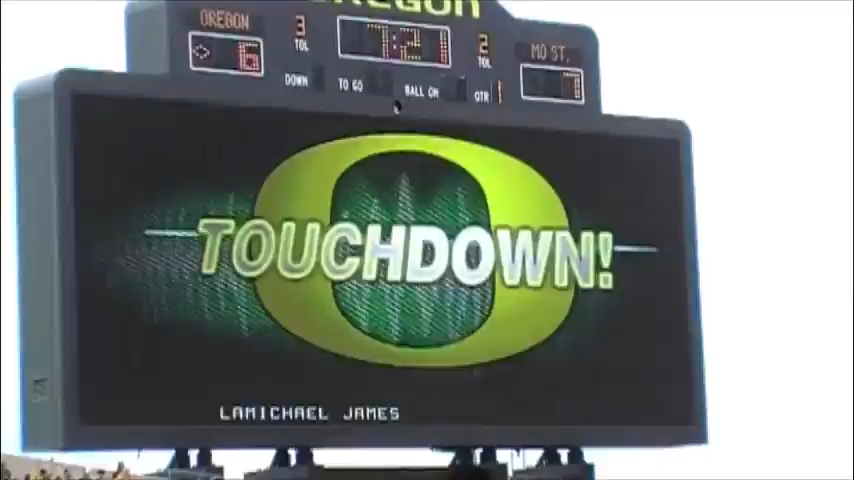 OREGON
OREGON 3 TOL 7:21 2 TOL MO ST.
<> 6 7
DOWN TO GO BALL ON QTR 1
TOUCHDOWN!
LAMICHAEL JAMES